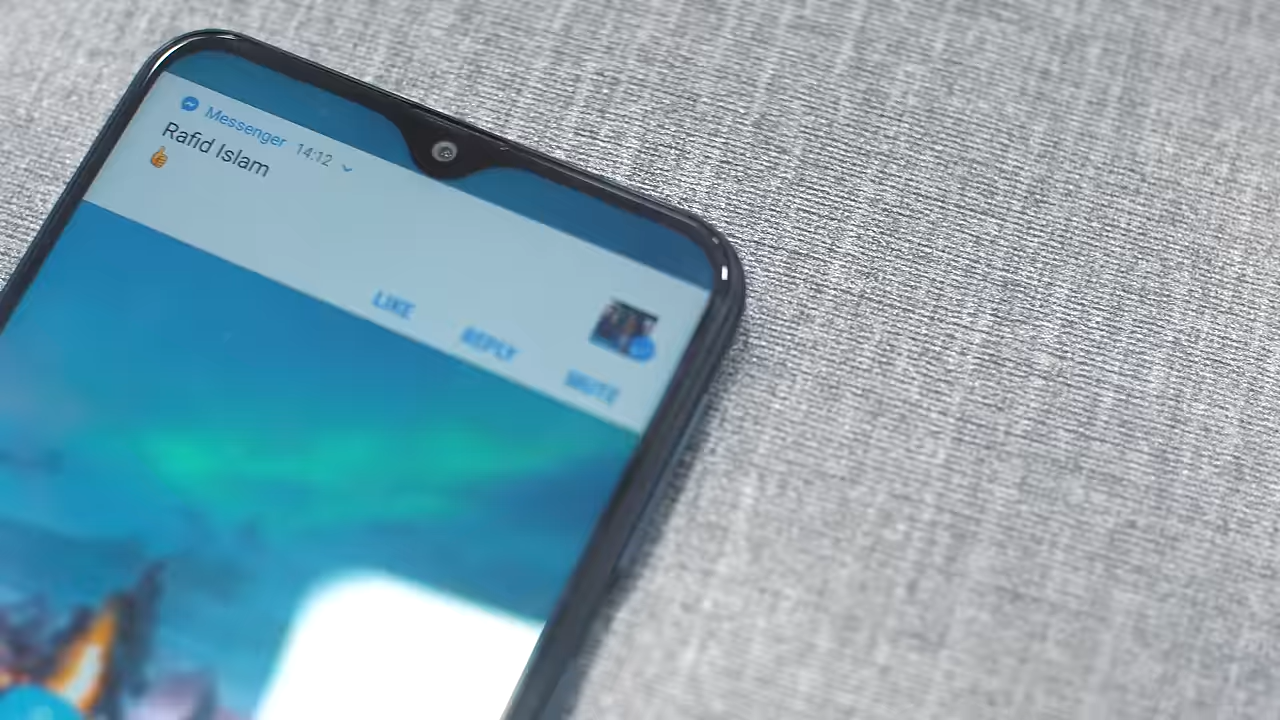 Messenger 14:12
Rafid Islam
👍
LIKE
REPLY
MUTE